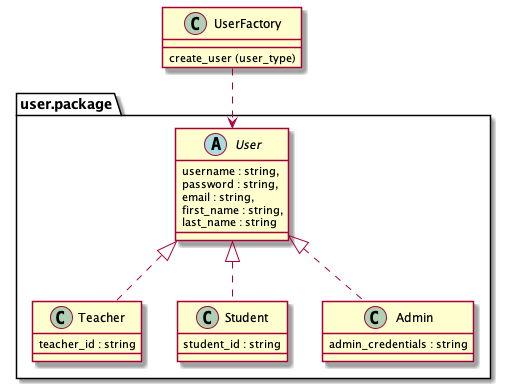 C UserFactory
create_user (user_type)
user.package
A User
username : string,
password : string,
email : string,
first_name : string,
last_name : string
C Teacher
teacher_id : string
C Student
student_id : string
C Admin
admin_credentials : string